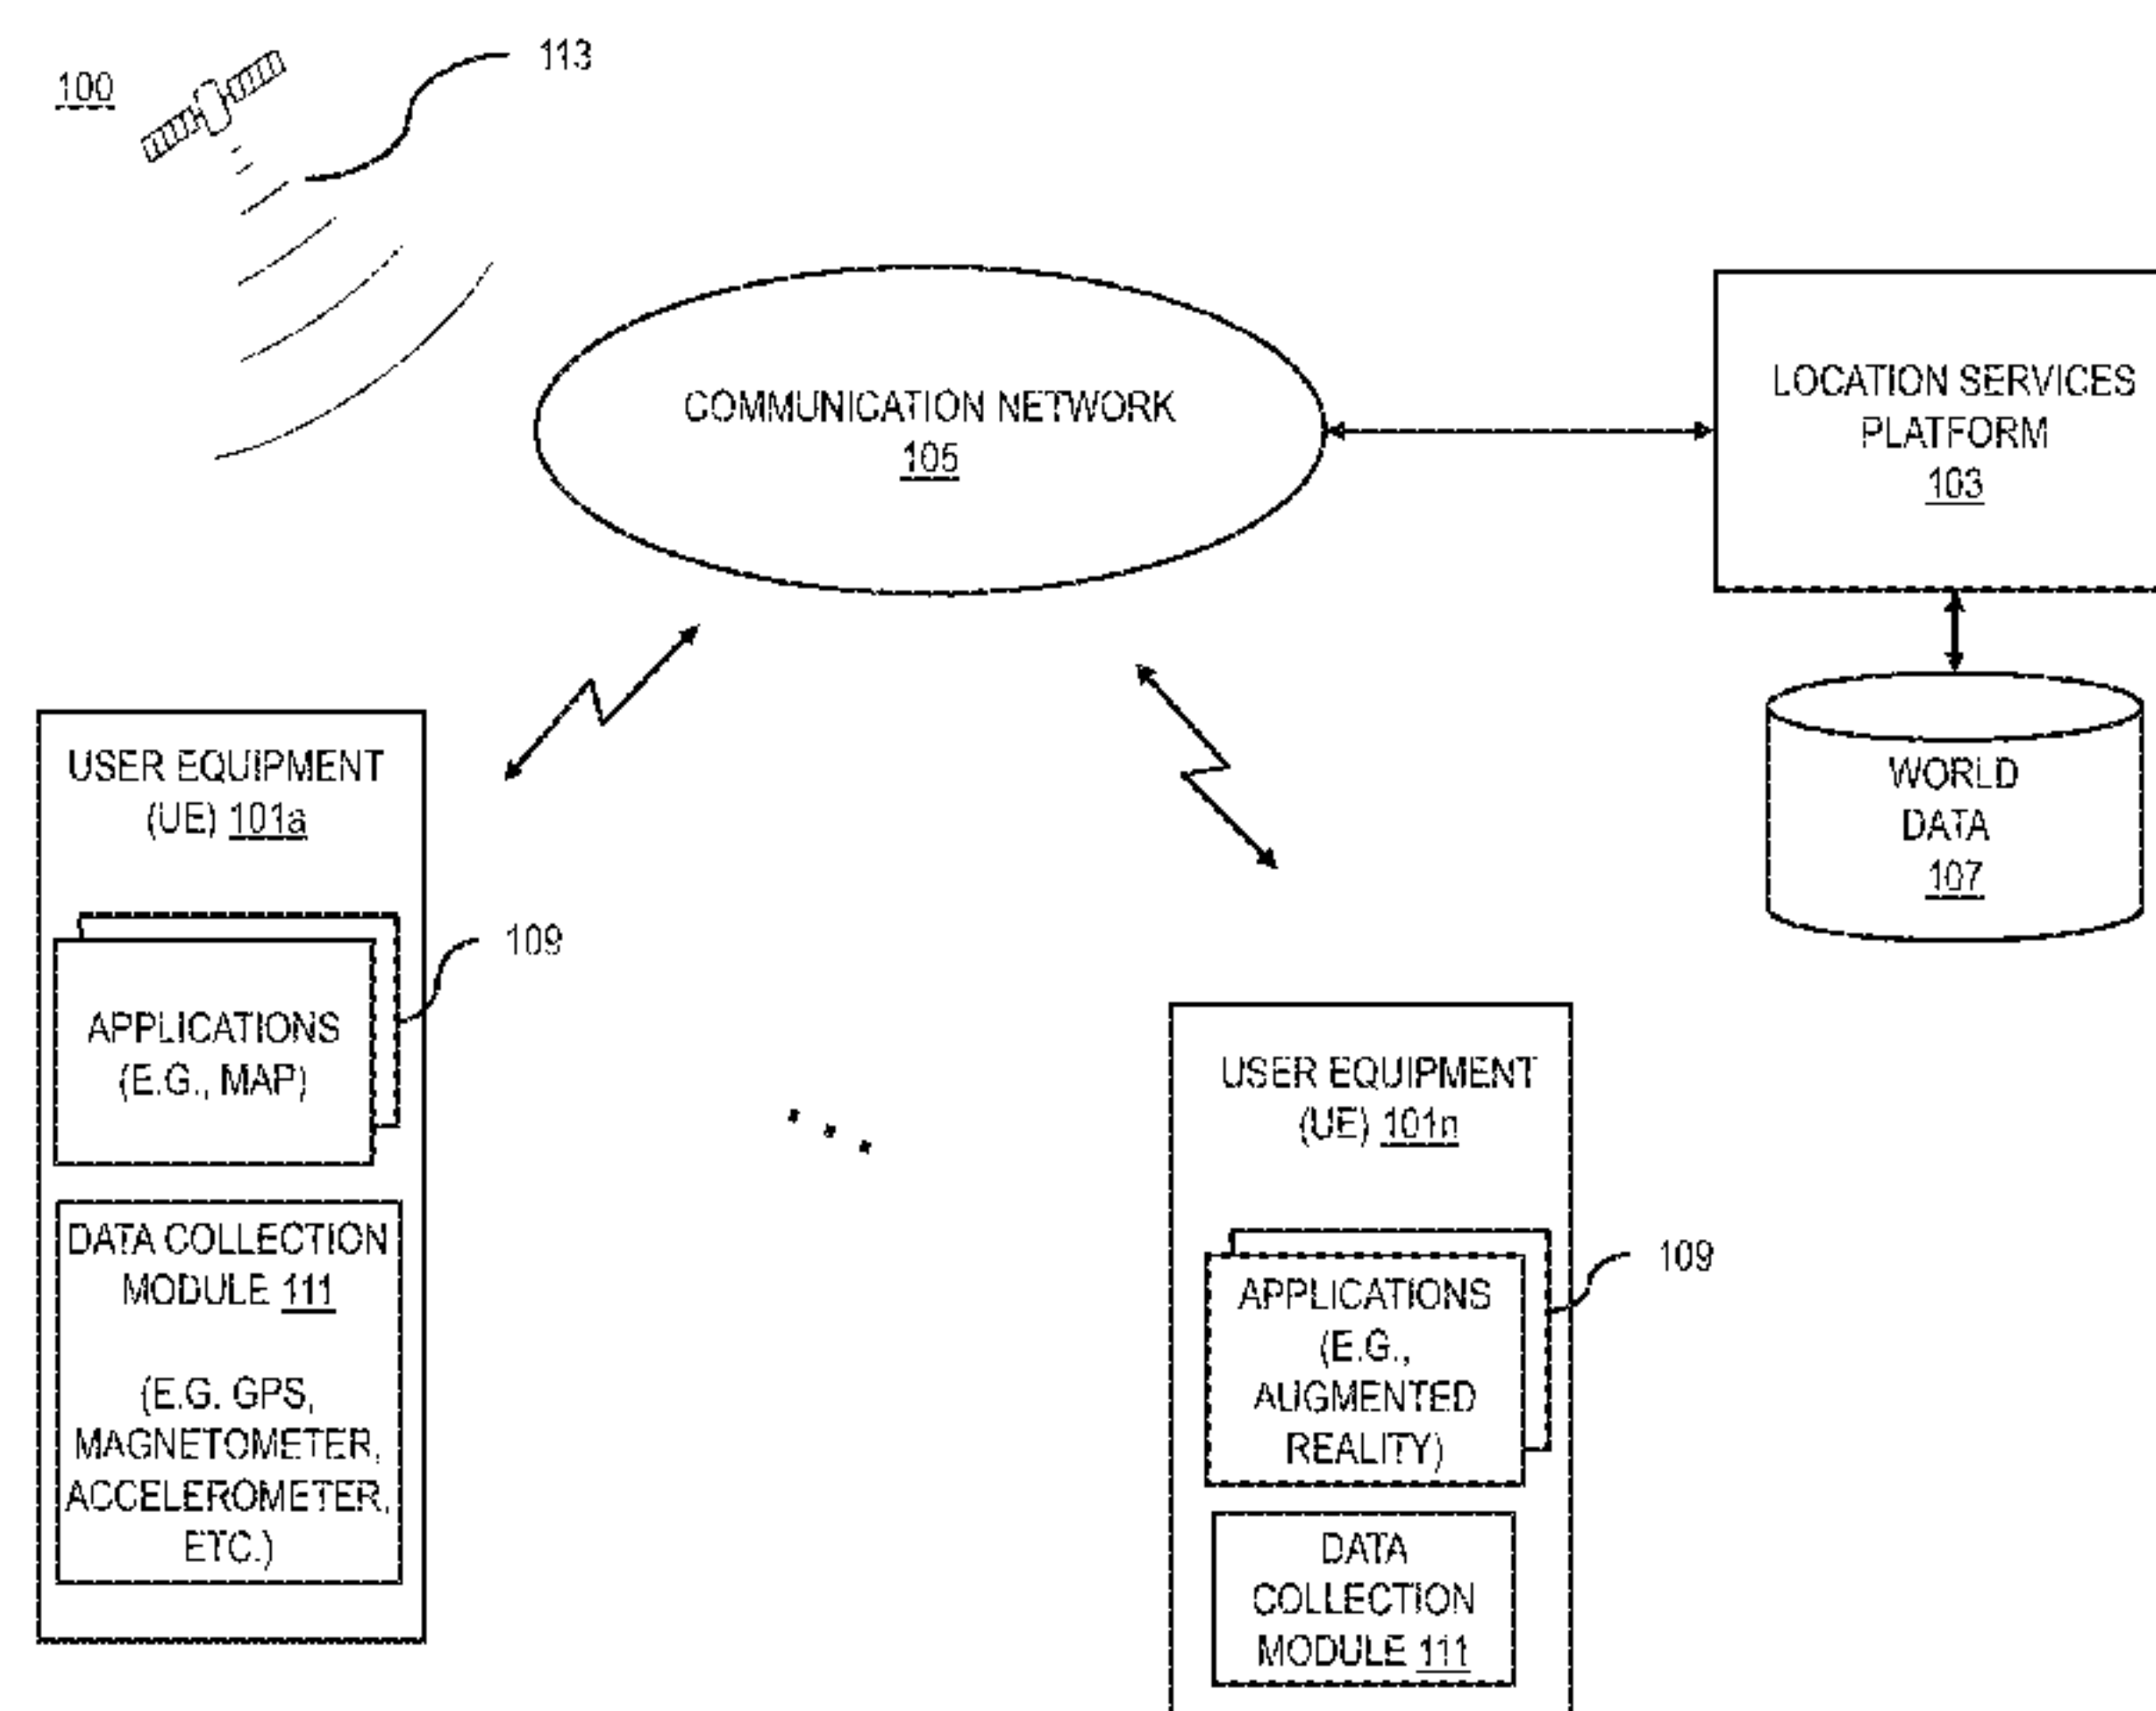 100
113
COMMUNICATION NETWORK
105
LOCATION SERVICES
PLATFORM
103
WORLD
DATA
107
USER EQUIPMENT
(UE) 101a
109
APPLICATIONS
(E.G., MAP)
DATA COLLECTION
MODULE 111
(E.G. GPS,
MAGNETOMETER,
ACCELEROMETER,
ETC.)
USER EQUIPMENT
(UE) 101n
109
APPLICATIONS
(E.G.,
AUGMENTED
REALITY)
DATA
COLLECTION
MODULE 111